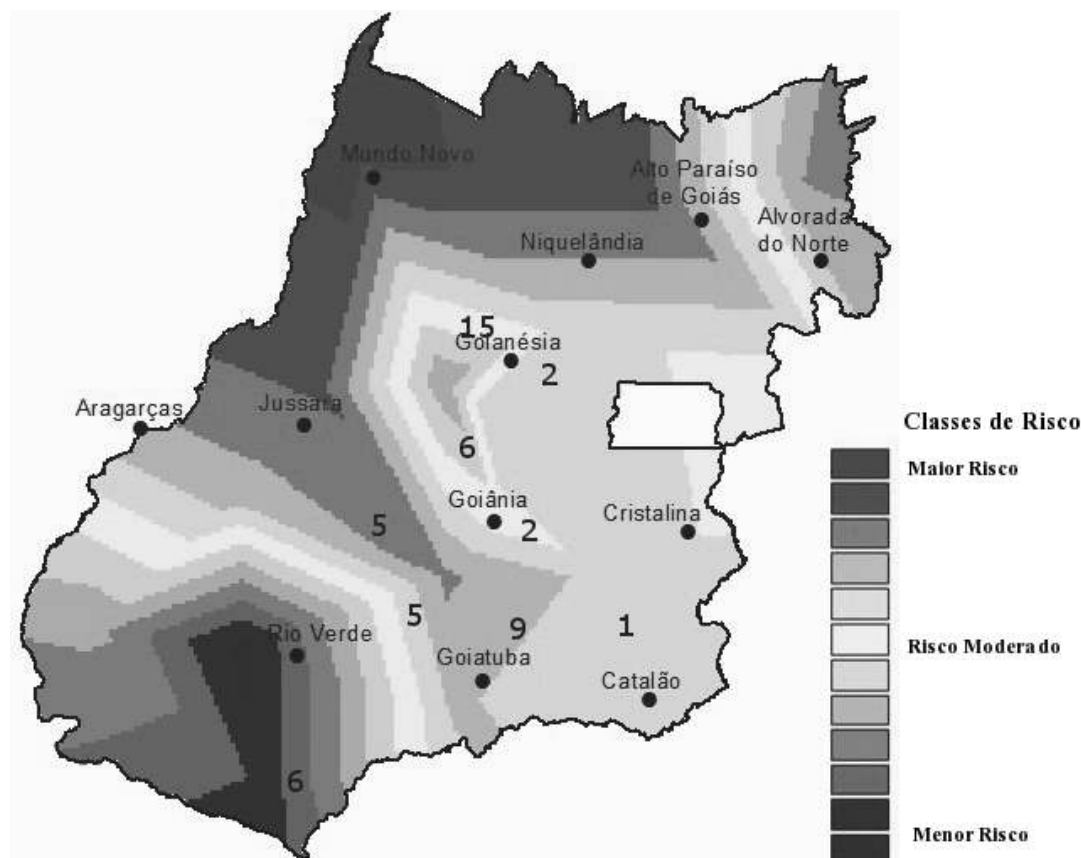 Mundo Novo
Alto Paraíso
de Goiás
Alvorada
do Norte
Niquelândia
15
Goianésia
2
Aragarças
Jussara
6
Goiânia
2
5
Cristalina
5
9
1
Rio Verde
Goiatuba
Catalão
6
Classes de Risco
Maior Risco
Risco Moderado
Menor Risco